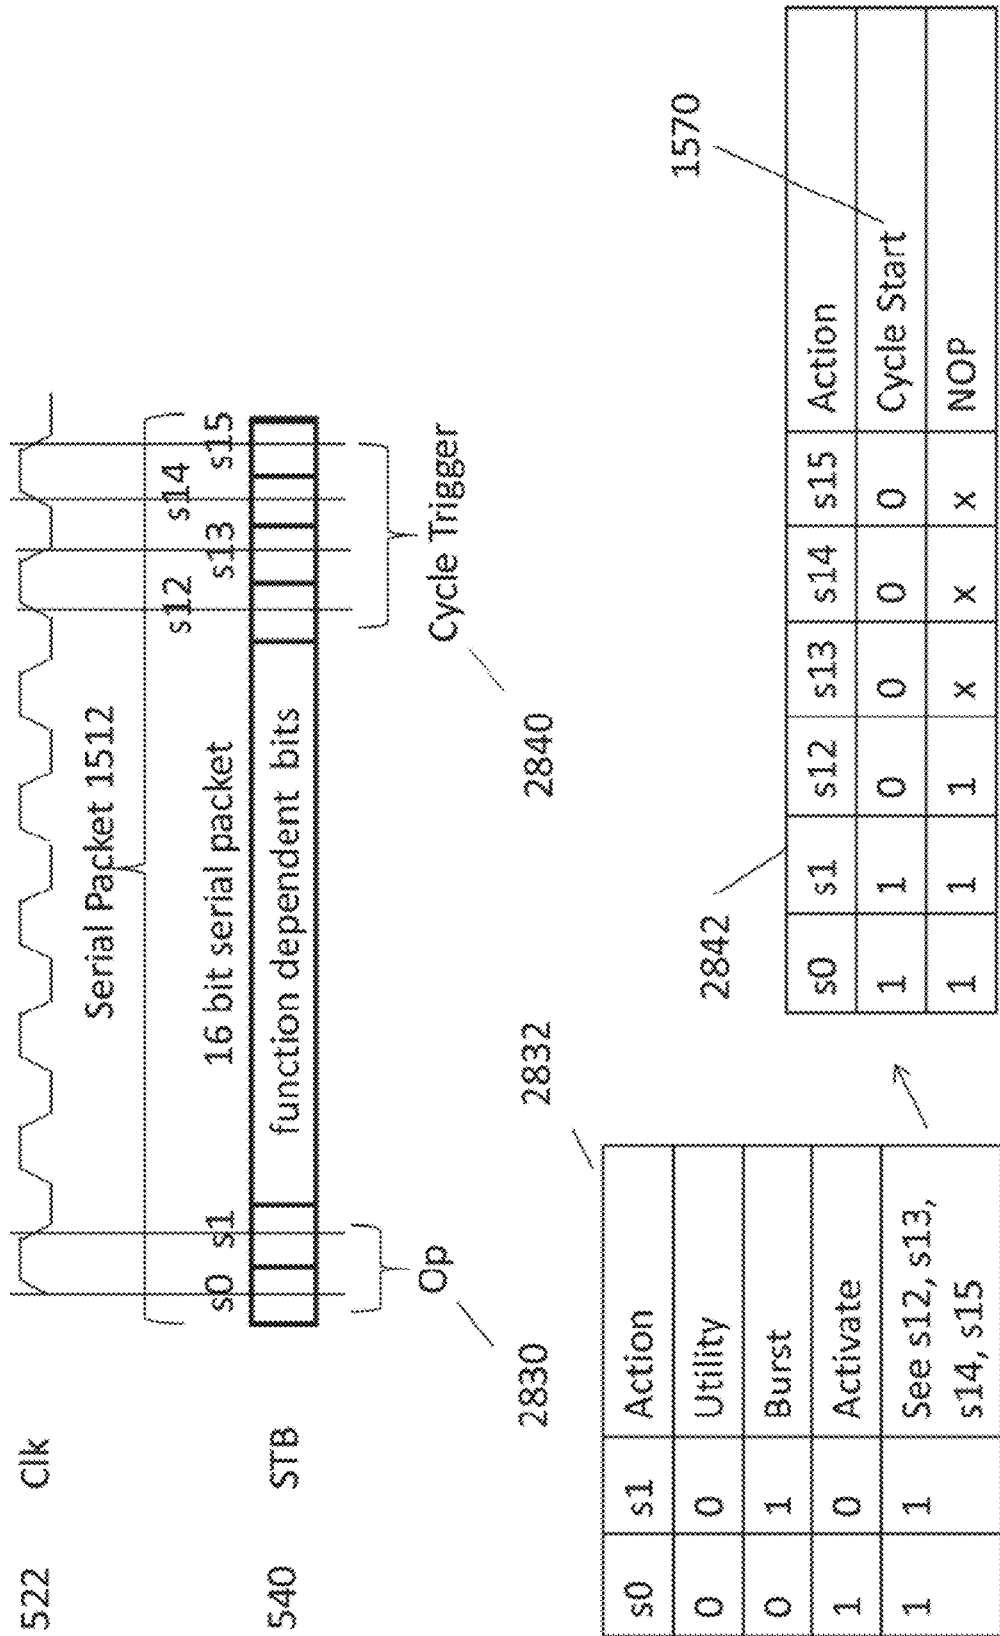 522 Clk
Serial Packet 1512
s12 s14
540 STB
16 bit serial packet
s0 s1 s13 s15
function dependent bits
Op
Cycle Trigger
2830
2840
2832
s0 s1 Action
0 0 Utility
0 1 Burst
1 0 Activate
1 1 See s12, s13,
s14, s15
2842
1570
s0 s1 s12 s13 s14 s15 Action
1 1 0 0 0 0 Cycle Start
1 1 1 x x x NOP